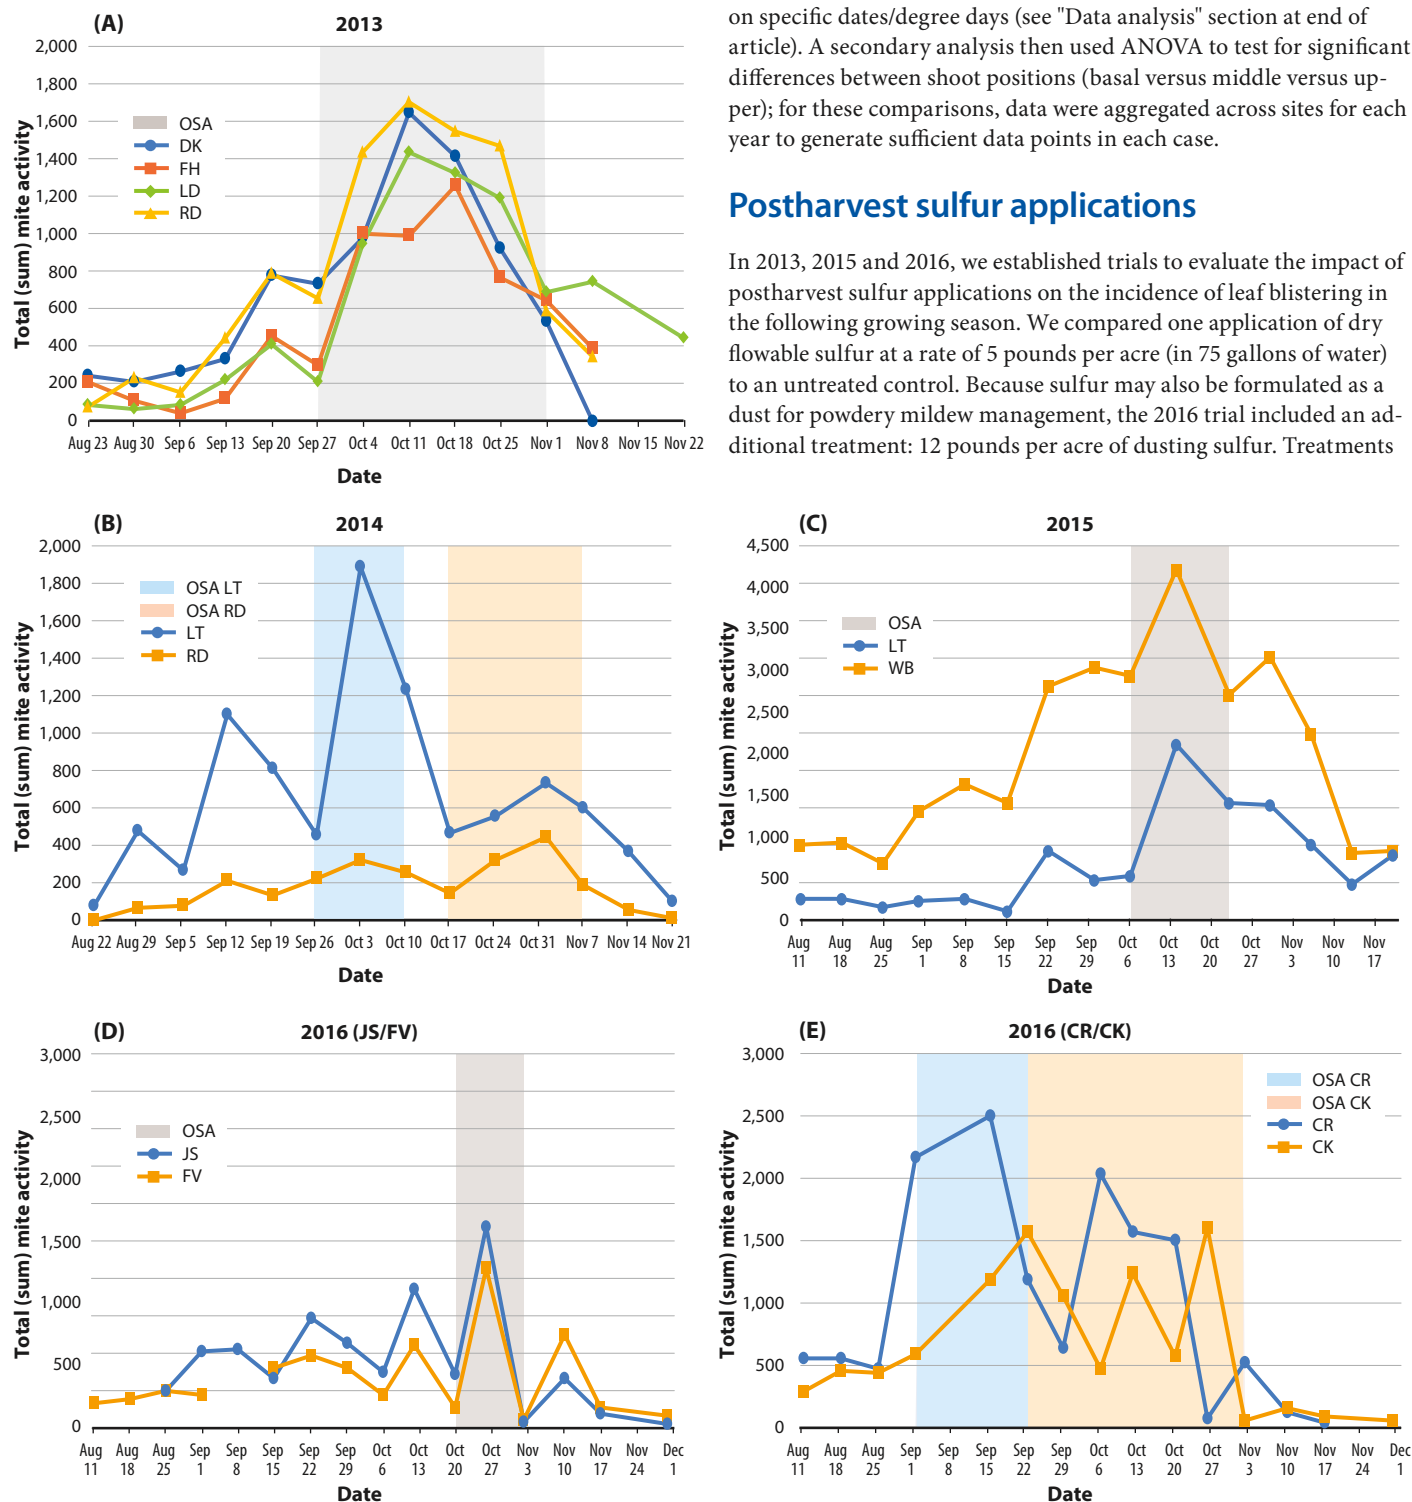 (A)
2013
2,000
1,800
1,600
1,400
1,200
1,000
800
600
400
200
0
Total (sum) mite activity
OSA
DK
FH
LD
RD
Aug 23 Aug 30 Sep 6 Sep 13 Sep 20 Sep 27 Oct 4 Oct 11 Oct 18 Oct 25 Nov 1 Nov 8 Nov 15 Nov 22
Date
on specific dates/degree days (see "Data analysis" section at end of
article). A secondary analysis then used ANOVA to test for significant
differences between shoot positions (basal versus middle versus up-
per); for these comparisons, data were aggregated across sites for each
year to generate sufficient data points in each case.
Postharvest sulfur applications
In 2013, 2015 and 2016, we established trials to evaluate the impact of
postharvest sulfur applications on the incidence of leaf blistering in
the following growing season. We compared one application of dry
flowable sulfur at a rate of 5 pounds per acre (in 75 gallons of water)
to an untreated control. Because sulfur may also be formulated as a
dust for powdery mildew management, the 2016 trial included an ad-
ditional treatment: 12 pounds per acre of dusting sulfur. Treatments
(B)
2014
2,000
1,800
1,600
1,400
1,200
1,000
800
600
400
200
0
Total (sum) mite activity
OSA LT
OSA RD
LT
RD
Aug 22 Aug 29 Sep 5 Sep 12 Sep 19 Sep 26 Oct 3 Oct 10 Oct 17 Oct 24 Oct 31 Nov 7 Nov 14 Nov 21
Date
(C)
2015
4,500
4,000
3,500
3,000
2,500
2,000
1,500
1,000
500
0
Total (sum) mite activity
OSA
LT
WB
Aug Aug Aug Sep Sep Sep Sep Sep Oct Oct Oct Oct Nov Nov Nov
11 18 25 1 8 15 22 29 6 13 20 27 3 10 17
Date
(D)
2016 (JS/FV)
3,000
2,500
2,000
1,500
1,000
500
0
Total (sum) mite activity
OSA
JS
FV
Aug Aug Aug Sep Sep Sep Sep Sep Oct Oct Oct Oct Nov Nov Nov Nov Dec
11 18 25 1 8 15 22 29 6 13 20 27 3 10 17 24 1
Date
(E)
2016 (CR/CK)
3,000
2,500
2,000
1,500
1,000
500
0
Total (sum) mite activity
OSA CR
OSA CK
CR
CK
Aug Aug Aug Sep Sep Sep Sep Sep Oct Oct Oct Oct Nov Nov Nov Nov Dec
11 18 25 1 8 15 22 29 6 13 20 27 3 10 17 24 1
Date